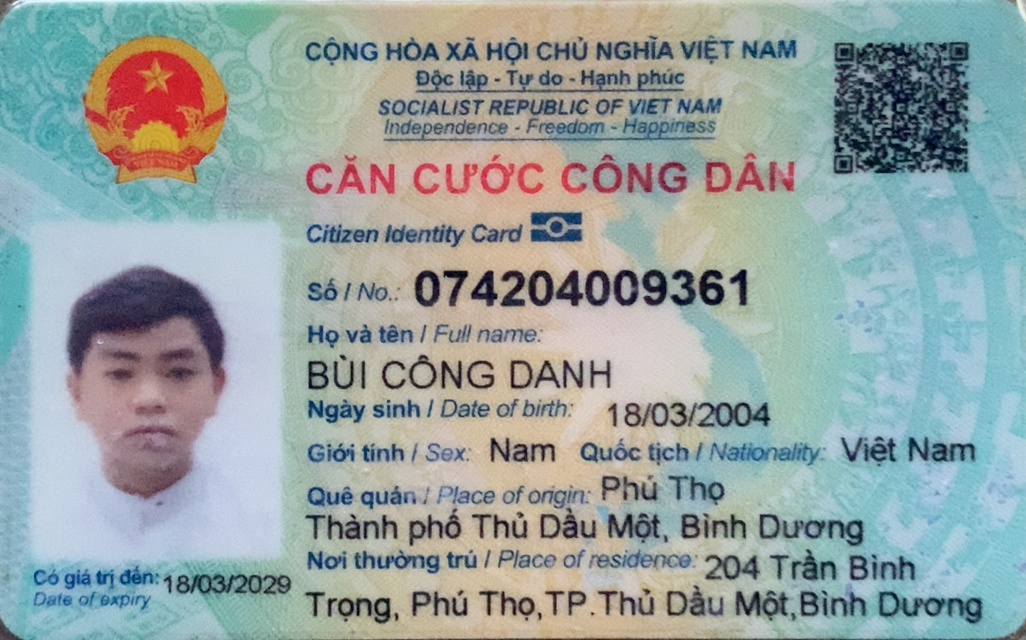 CỘNG HÒA XÃ HỘI CHỦ NGHĨA VIỆT NAM
Độc lập - Tự do - Hạnh phúc
SOCIALIST REPUBLIC OF VIET NAM
Independence - Freedom - Happiness
CĂN CƯỚC CÔNG DÂN
Citizen Identity Card
Số / No.: 074204009361
Họ và tên / Full name:
BÙI CÔNG DANH
Ngày sinh / Date of birth: 18/03/2004
Giới tính / Sex: Nam Quốc tịch / Nationality: Việt Nam
Quê quán / Place of origin: Phú Thọ
Thành phố Thủ Dầu Một, Bình Dương
Nơi thường trú / Place of residence: 204 Trần Bình
Trọng, Phú Thọ,TP.Thủ Dầu Một,Bình Dương
Có giá trị đến: 18/03/2029
Date of expiry